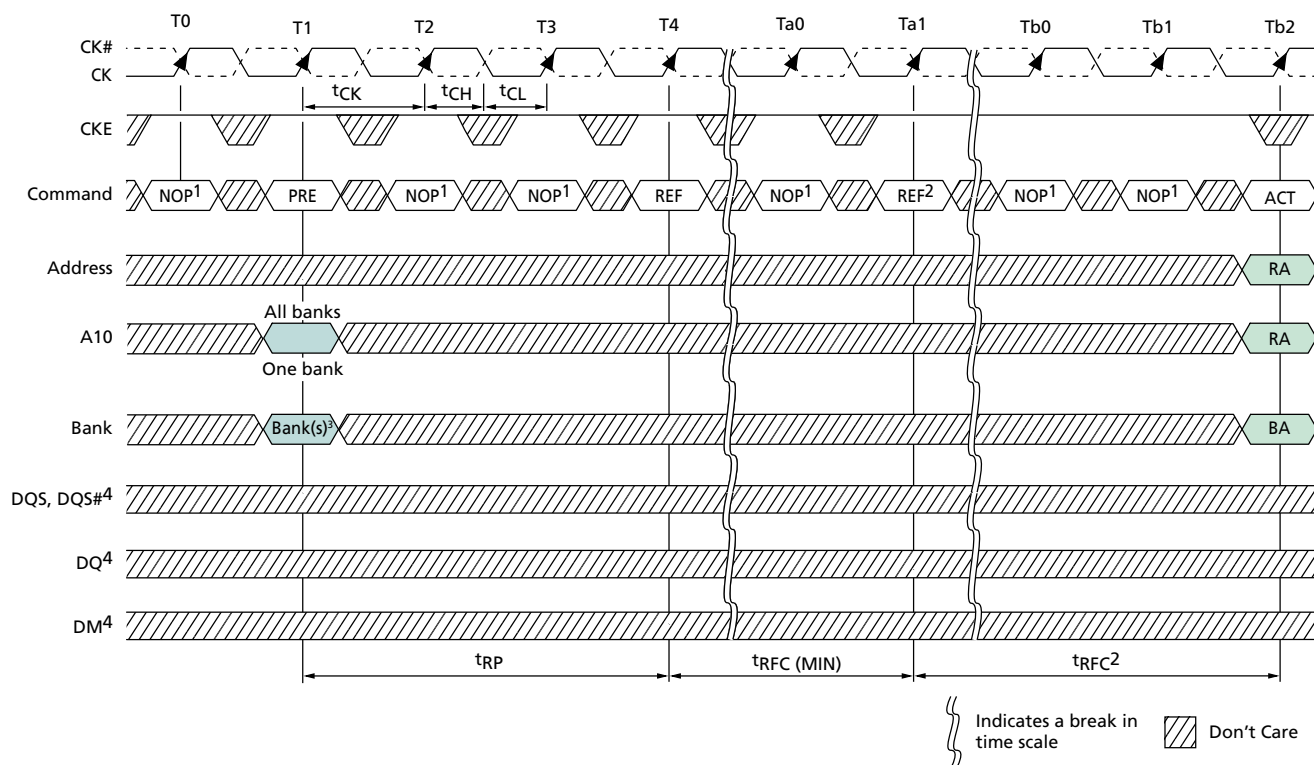 T0 T1 T2 T3 T4 Ta0 Ta1 Tb0 Tb1 Tb2
CK#
CK
tCK tCH tCL
CKE
Command NOP1 PRE NOP1 NOP1 REF NOP1 REF2 NOP1 NOP1 ACT
Address RA
All banks
A10 RA
One bank
Bank Bank(s)3 BA
DQS, DQS#4
DQ4
DM4
tRP tRFC (MIN) tRFC2
Indicates a break in
time scale
Don't Care